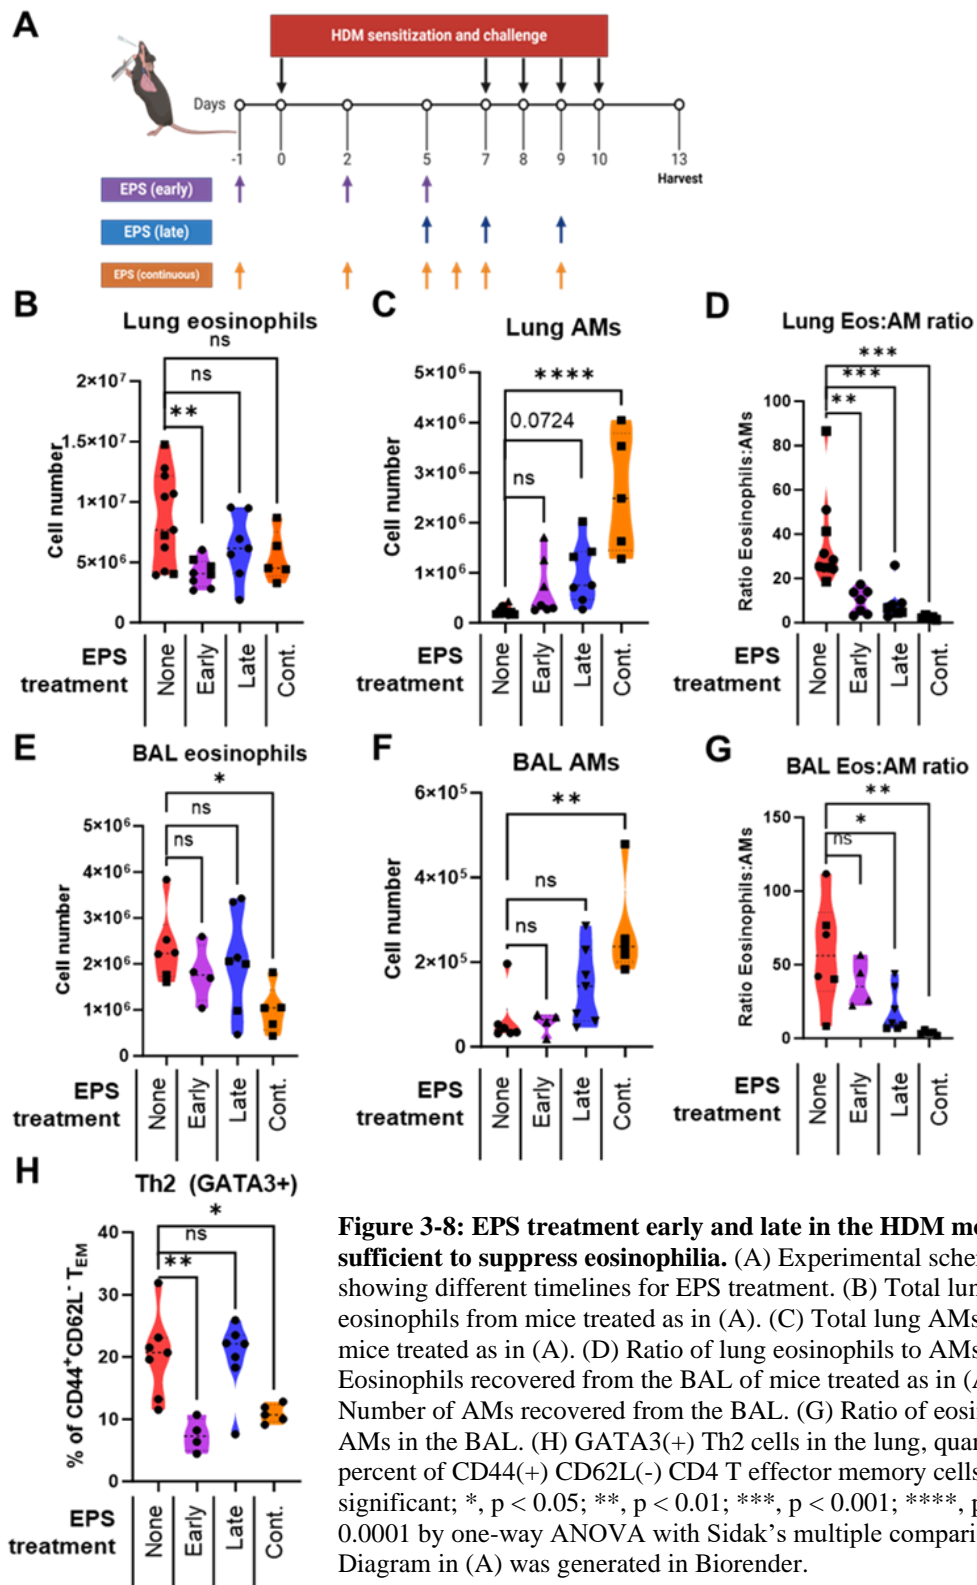 A
HDM sensitization and challenge
Days
-1 0 2 5 7 8 9 10 13
Harvest
EPS (early)
EPS (late)
EPS (continuous)
B
Lung eosinophils
ns
ns
**
2×10⁷
1.5×10⁷
1×10⁷
5×10⁶
0
Cell number
EPS treatment
None Early Late Cont.
C
Lung AMs
****
0.0724
ns
5×10⁶
4×10⁶
3×10⁶
2×10⁶
1×10⁶
0
Cell number
EPS treatment
None Early Late Cont.
D
Lung Eos:AM ratio
***
***
**
100
80
60
40
20
0
Ratio Eosinophils:AMs
EPS treatment
None Early Late Cont.
E
BAL eosinophils
*
ns
ns
5×10⁶
4×10⁶
3×10⁶
2×10⁶
1×10⁶
0
Cell number
EPS treatment
None Early Late Cont.
F
BAL AMs
**
ns
ns
6×10⁵
4×10⁵
2×10⁵
0
Cell number
EPS treatment
None Early Late Cont.
G
BAL Eos:AM ratio
**
*
ns
150
100
50
0
Ratio Eosinophils:AMs
EPS treatment
None Early Late Cont.
H
Th2 (GATA3+)
*
ns
**
40
30
20
10
0
% of CD44⁺CD62L⁻ T_EM
EPS treatment
None Early Late Cont.
Figure 3-8: EPS treatment early and late in the HDM
sufficient to suppress eosinophilia. (A) Experimental
showing different timelines for EPS treatment. (B) Total
eosinophils from mice treated as in (A). (C) Total lung AMs
mice treated as in (A). (D) Ratio of lung eosinophils to AMs
Eosinophils recovered from the BAL of mice treated as in
Number of AMs recovered from the BAL. (G) Ratio of
AMs in the BAL. (H) GATA3(+) Th2 cells in the lung,
percent of CD44(+) CD62L(-) CD4 T effector memory cells
significant; *, p < 0.05; **, p < 0.01; ***, p < 0.001; ****, p
0.0001 by one-way ANOVA with Sidak's multiple
Diagram in (A) was generated in Biorender.